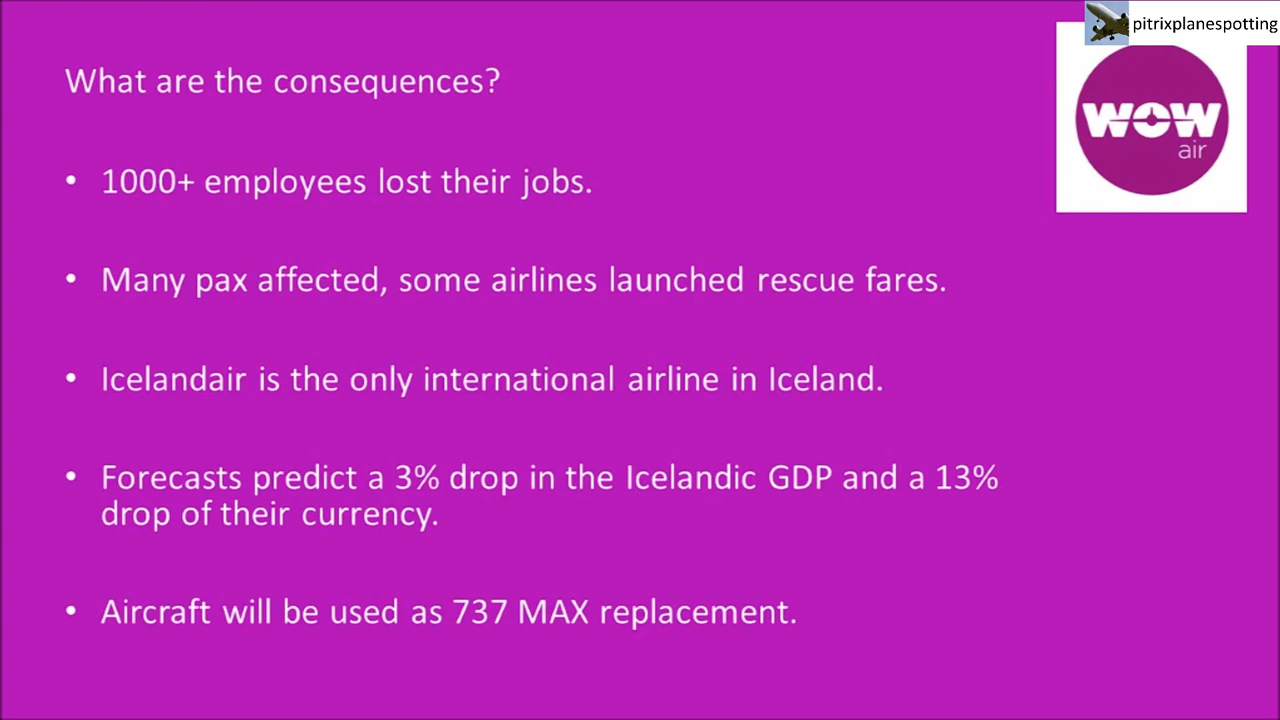 pitrixplanespotting
What are the consequences?
wow
air
• 1000+ employees lost their jobs.
• Many pax affected, some airlines launched rescue fares.
• Icelandair is the only international airline in Iceland.
• Forecasts predict a 3% drop in the Icelandic GDP and a 13%
drop of their currency.
• Aircraft will be used as 737 MAX replacement.